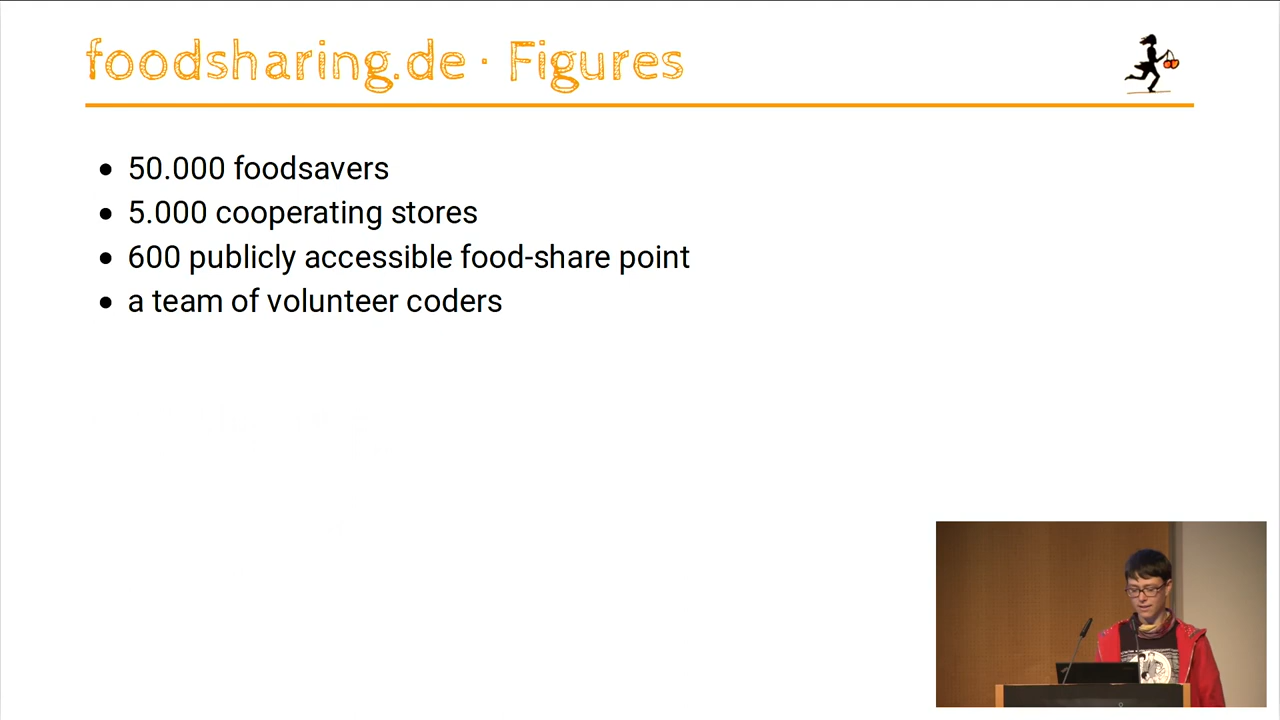 foodsharing.de · Figures
50.000 foodsavers
5.000 cooperating stores
600 publicly accessible food-share point
a team of volunteer coders